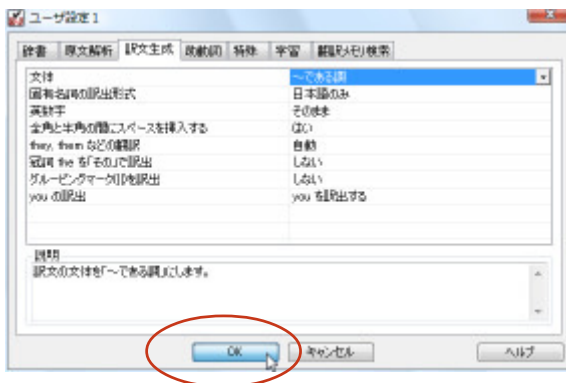 ユーザ設定1
辞書 原文解析 訳文生成 助動詞 特殊 学習 翻訳メモリ検索
文体 ～である調
固有名詞の訳出形式 日本語のみ
英数字 そのまま
全角と半角の間にスペースを挿入する はい
they, them などの翻訳 自動
冠詞 the を「その」で訳出 しない
グルーピングマーク[]を訳出 しない
you の訳出 you を訳出する
説明
訳文の文体を「～である調」にします。
OK キャンセル ヘルプ